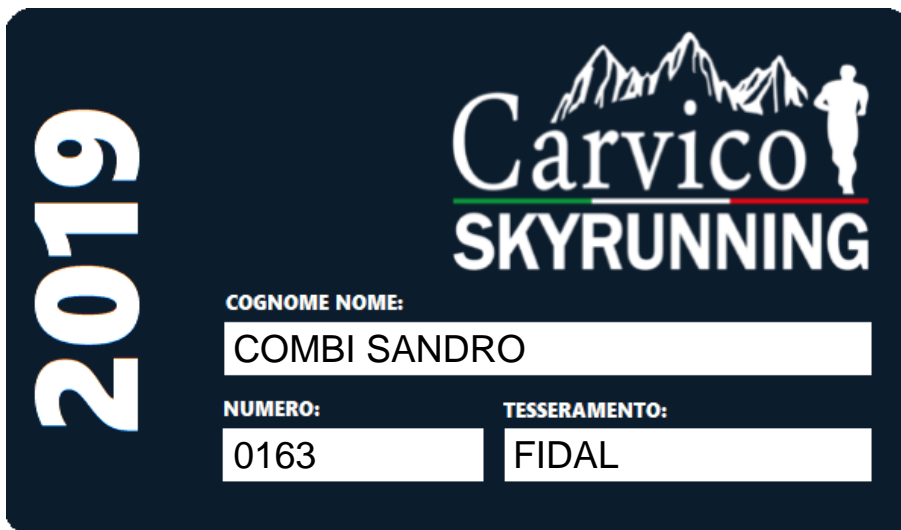 2019
Carvico
SKYRUNNING
COGNOME NOME:
COMBI SANDRO
NUMERO:
TESSERAMENTO:
0163
FIDAL